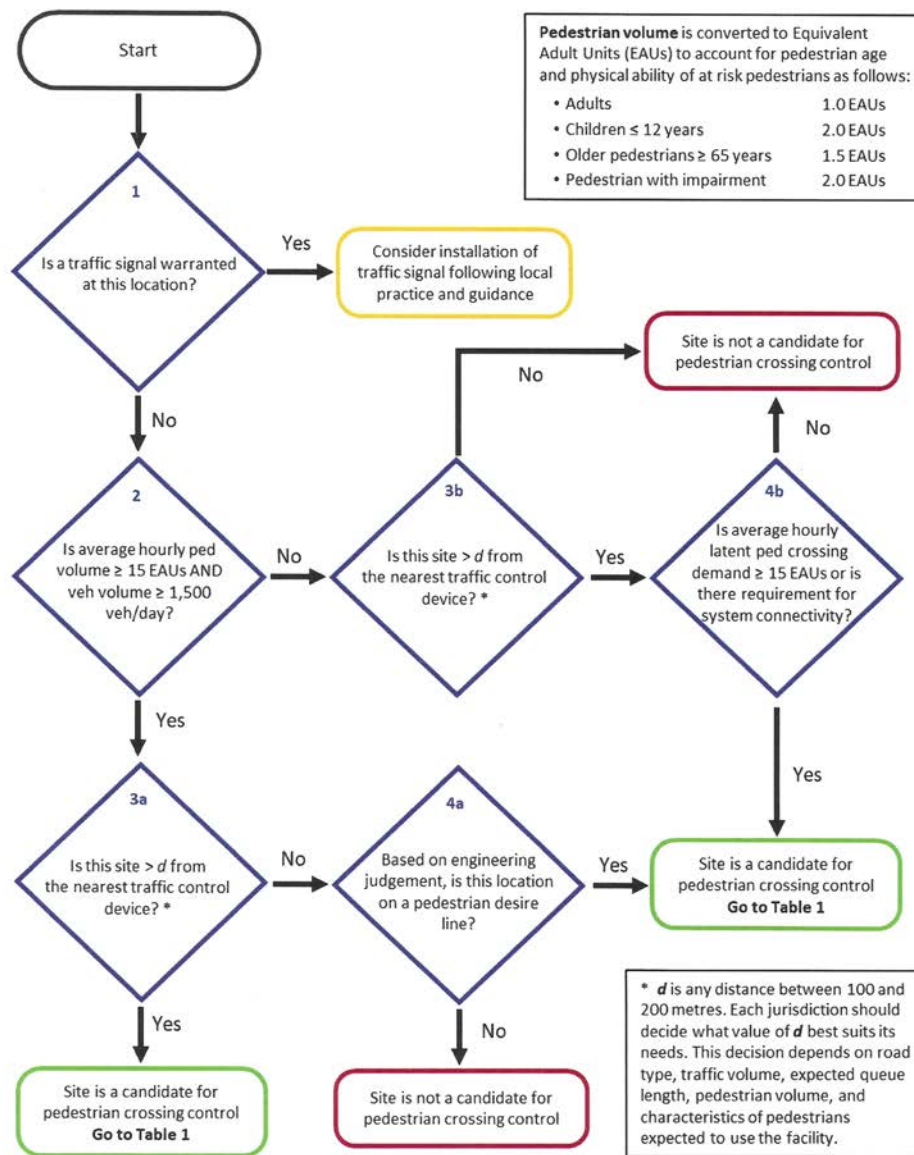 Start
Pedestrian volume is converted to Equivalent
Adult Units (EAUs) to account for pedestrian age
and physical ability of at risk pedestrians as follows:
• Adults 1.0 EAUs
• Children ≤ 12 years 2.0 EAUs
• Older pedestrians ≥ 65 years 1.5 EAUs
• Pedestrian with impairment 2.0 EAUs
1
Is a traffic signal warranted
at this location?
Yes
Consider installation of
traffic signal following local
practice and guidance
No
Site is not a candidate for
pedestrian crossing control
No
No
2
Is average hourly ped
volume ≥ 15 EAUs AND
veh volume ≥ 1,500
veh/day?
No
3b
Is this site > d from
the nearest traffic control
device? *
Yes
4b
Is average hourly
latent ped crossing
demand ≥ 15 EAUs or is
there requirement for
system connectivity?
Yes
Yes
3a
Is this site > d from
the nearest traffic control
device? *
No
4a
Based on engineering
judgement, is this location
on a pedestrian desire
line?
Yes
Site is a candidate for
pedestrian crossing control
Go to Table 1
Yes
No
Site is a candidate for
pedestrian crossing control
Go to Table 1
Site is not a candidate for
pedestrian crossing control
* d is any distance between 100 and
200 metres. Each jurisdiction should
decide what value of d best suits its
needs. This decision depends on road
type, traffic volume, expected queue
length, pedestrian volume, and
characteristics of pedestrians
expected to use the facility.